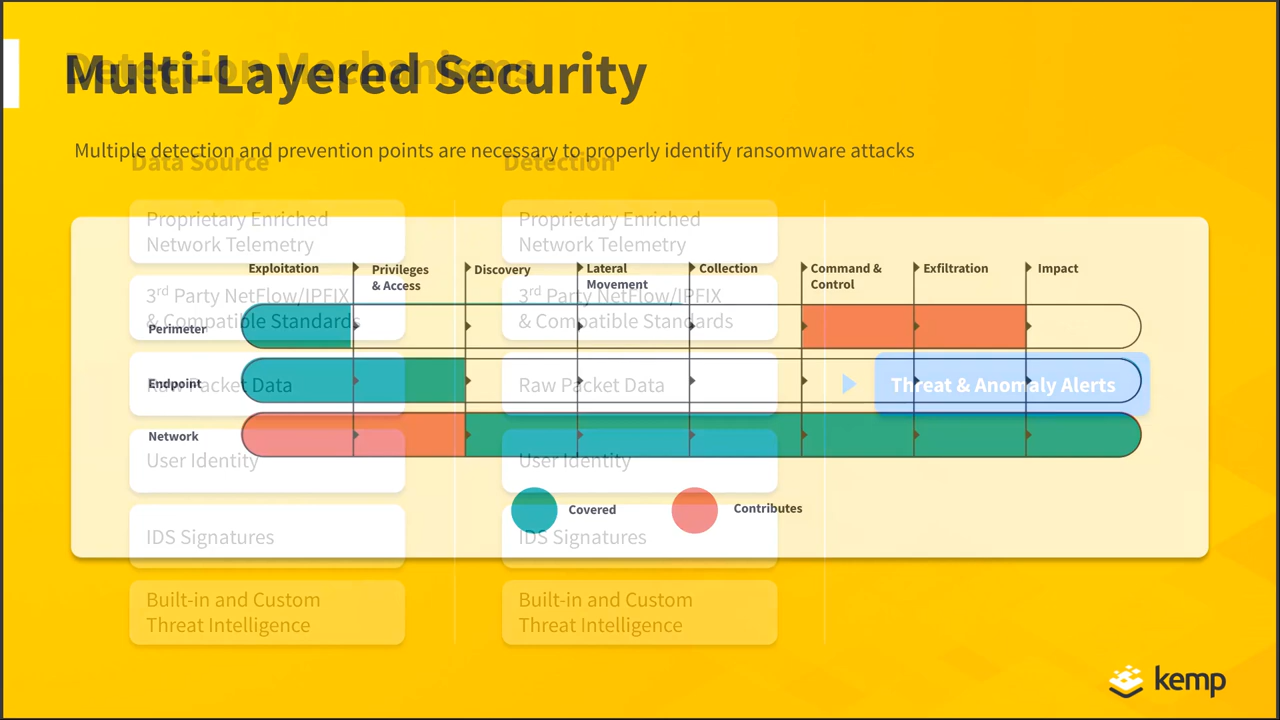 Multi-Layered Security
Detection Mechanisms
Multiple detection and prevention points are necessary to properly identify ransomware attacks
Data Source
Detection
Proprietary Enriched
Network Telemetry
3rd Party NetFlow/IPFIX
& Compatible Standards
Raw Packet Data
User Identity
IDS Signatures
Built-in and Custom
Threat Intelligence
Proprietary Enriched
Network Telemetry
3rd Party NetFlow/IPFIX
& Compatible Standards
Raw Packet Data
User Identity
IDS Signatures
Built-in and Custom
Threat Intelligence
Threat & Anomaly Alerts
Exploitation
Privileges
& Access
Discovery
Lateral
Movement
Collection
Command &
Control
Exfiltration
Impact
Perimeter
Endpoint
Network
Covered
Contributes
kemp